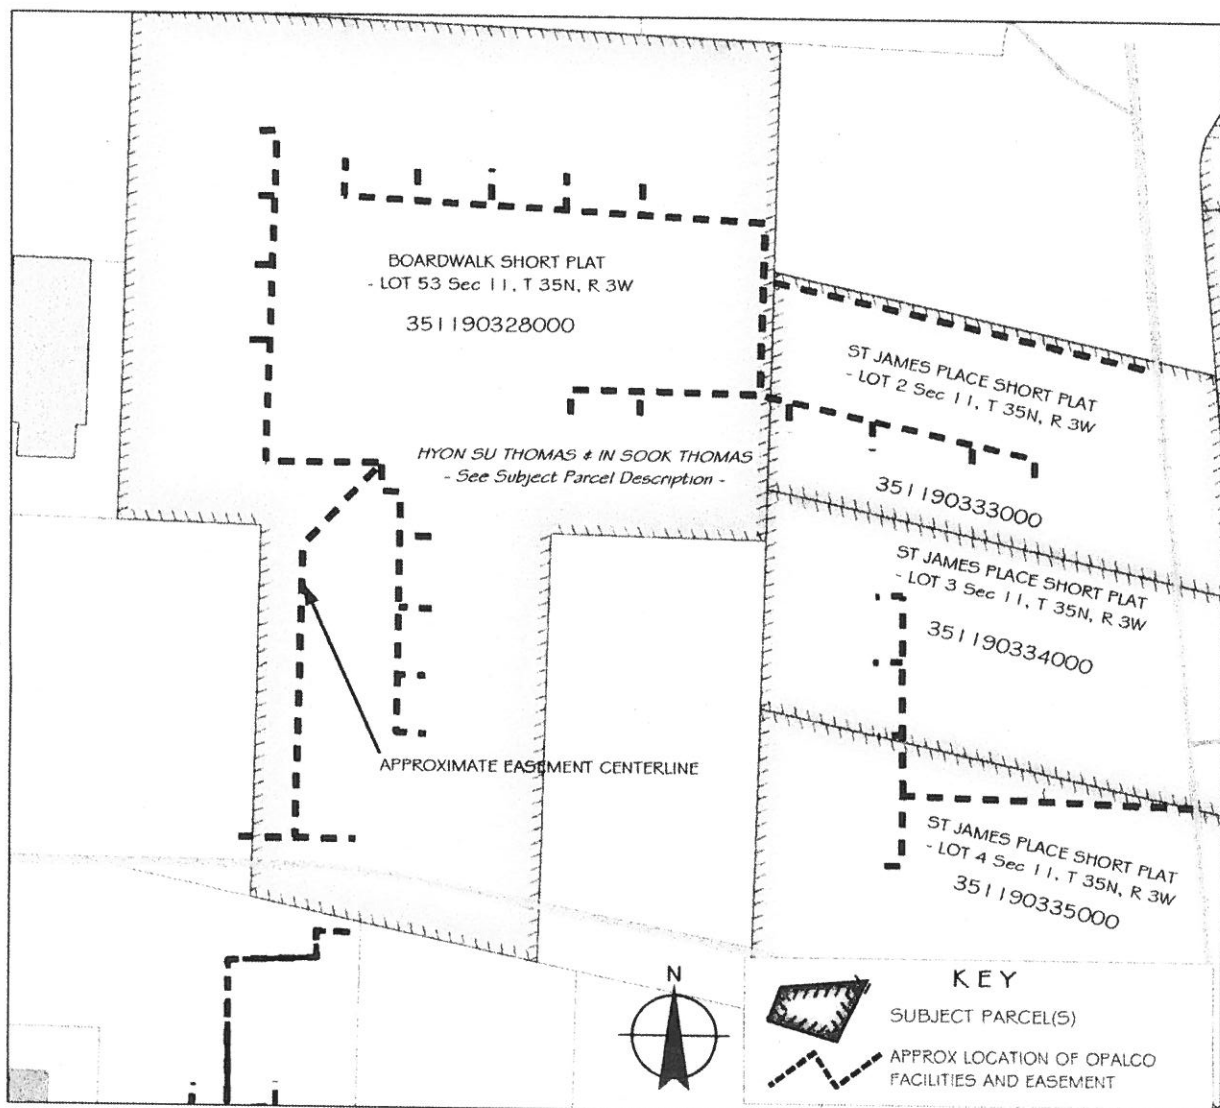 BOARDWALK SHORT PLAT
- LOT 53 Sec 11, T 35N, R 3W
351190328000
ST JAMES PLACE SHORT PLAT
- LOT 2 Sec 11, T 35N, R 3W
351190333000
HYON SU THOMAS & IN SOOK THOMAS
- See Subject Parcel Description -
ST JAMES PLACE SHORT PLAT
- LOT 3 Sec 11, T 35N, R 3W
351190334000
APPROXIMATE EASEMENT CENTERLINE
ST JAMES PLACE SHORT PLAT
- LOT 4 Sec 11, T 35N, R 3W
351190335000
N
KEY
SUBJECT PARCEL(S)
APPROX LOCATION OF OPALCO
FACILITIES AND EASEMENT